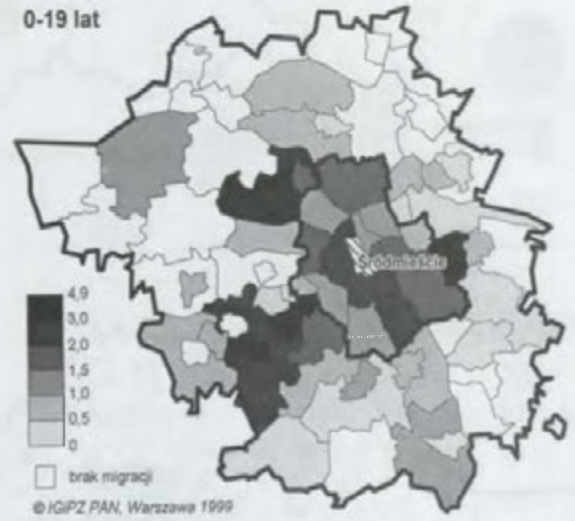 0-19 lat
Śródmieście
4,9
3,0
2,0
1,5
1,0
0,5
0
brak migracji
© IGiPZ PAN, Warszawa 1999